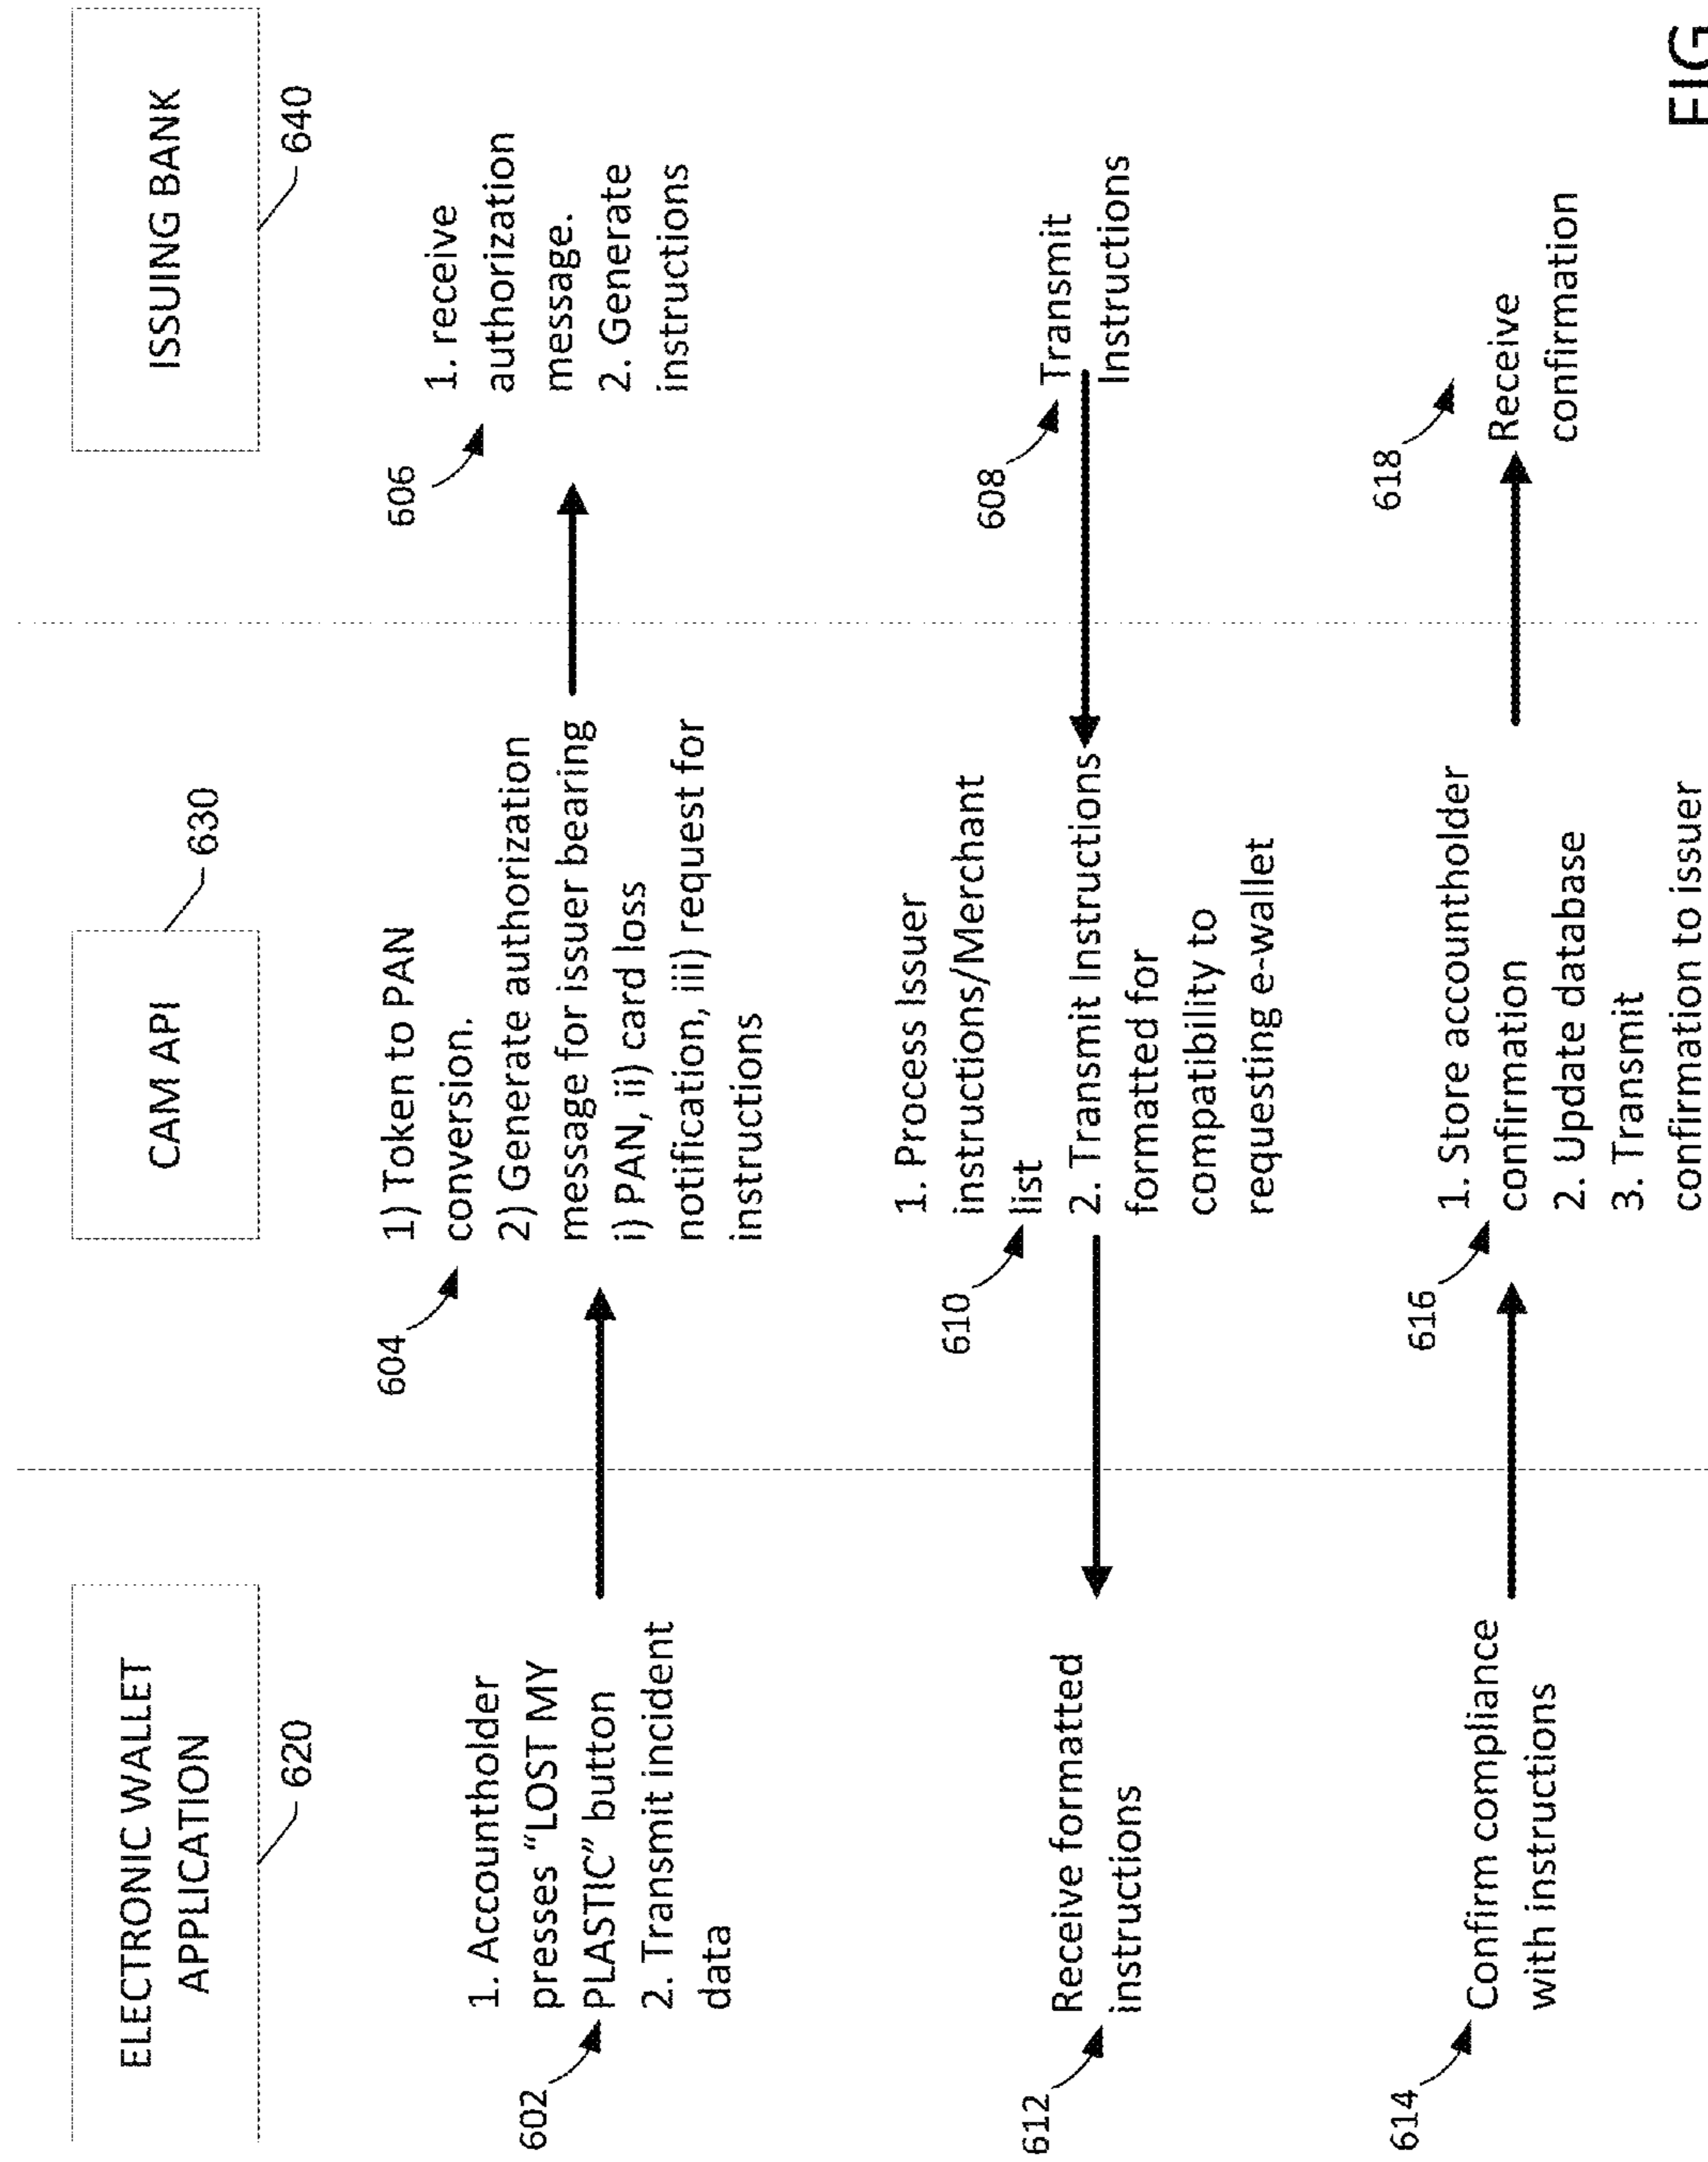 ELECTRONIC WALLET
APPLICATION
620
CAM API
630
ISSUING BANK
640
602
1. Accountholder
presses “LOST MY
PLASTIC” button
2. Transmit incident
data
604
1) Token to PAN
conversion.
2) Generate authorization
message for issuer bearing
i) PAN, ii) card loss
notification, iii) request for
instructions
606
1. receive
authorization
message.
2. Generate
instructions
608
Transmit
Instructions
610
1. Process Issuer
instructions/Merchant
list
2. Transmit Instructions
formatted for
compatibility to
requesting e-wallet
612
Receive formatted
instructions
614
Confirm compliance
with instructions
616
1. Store accountholder
confirmation
2. Update database
3. Transmit
confirmation to issuer
618
Receive
confirmation
FIG